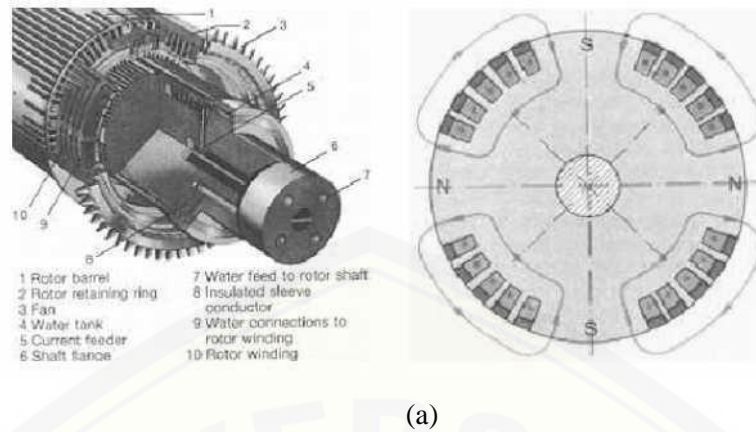 1
2
3
4
5
6
7
10
9
8
1 Rotor barrel
2 Rotor retaining ring
3 Fan
4 Water tank
5 Current feeder
6 Shaft flange
7 Water feed to rotor shaft
8 Insulated sleeve
conductor
9 Water connections to
rotor winding
10 Rotor winding
S
N
N
S
(a)